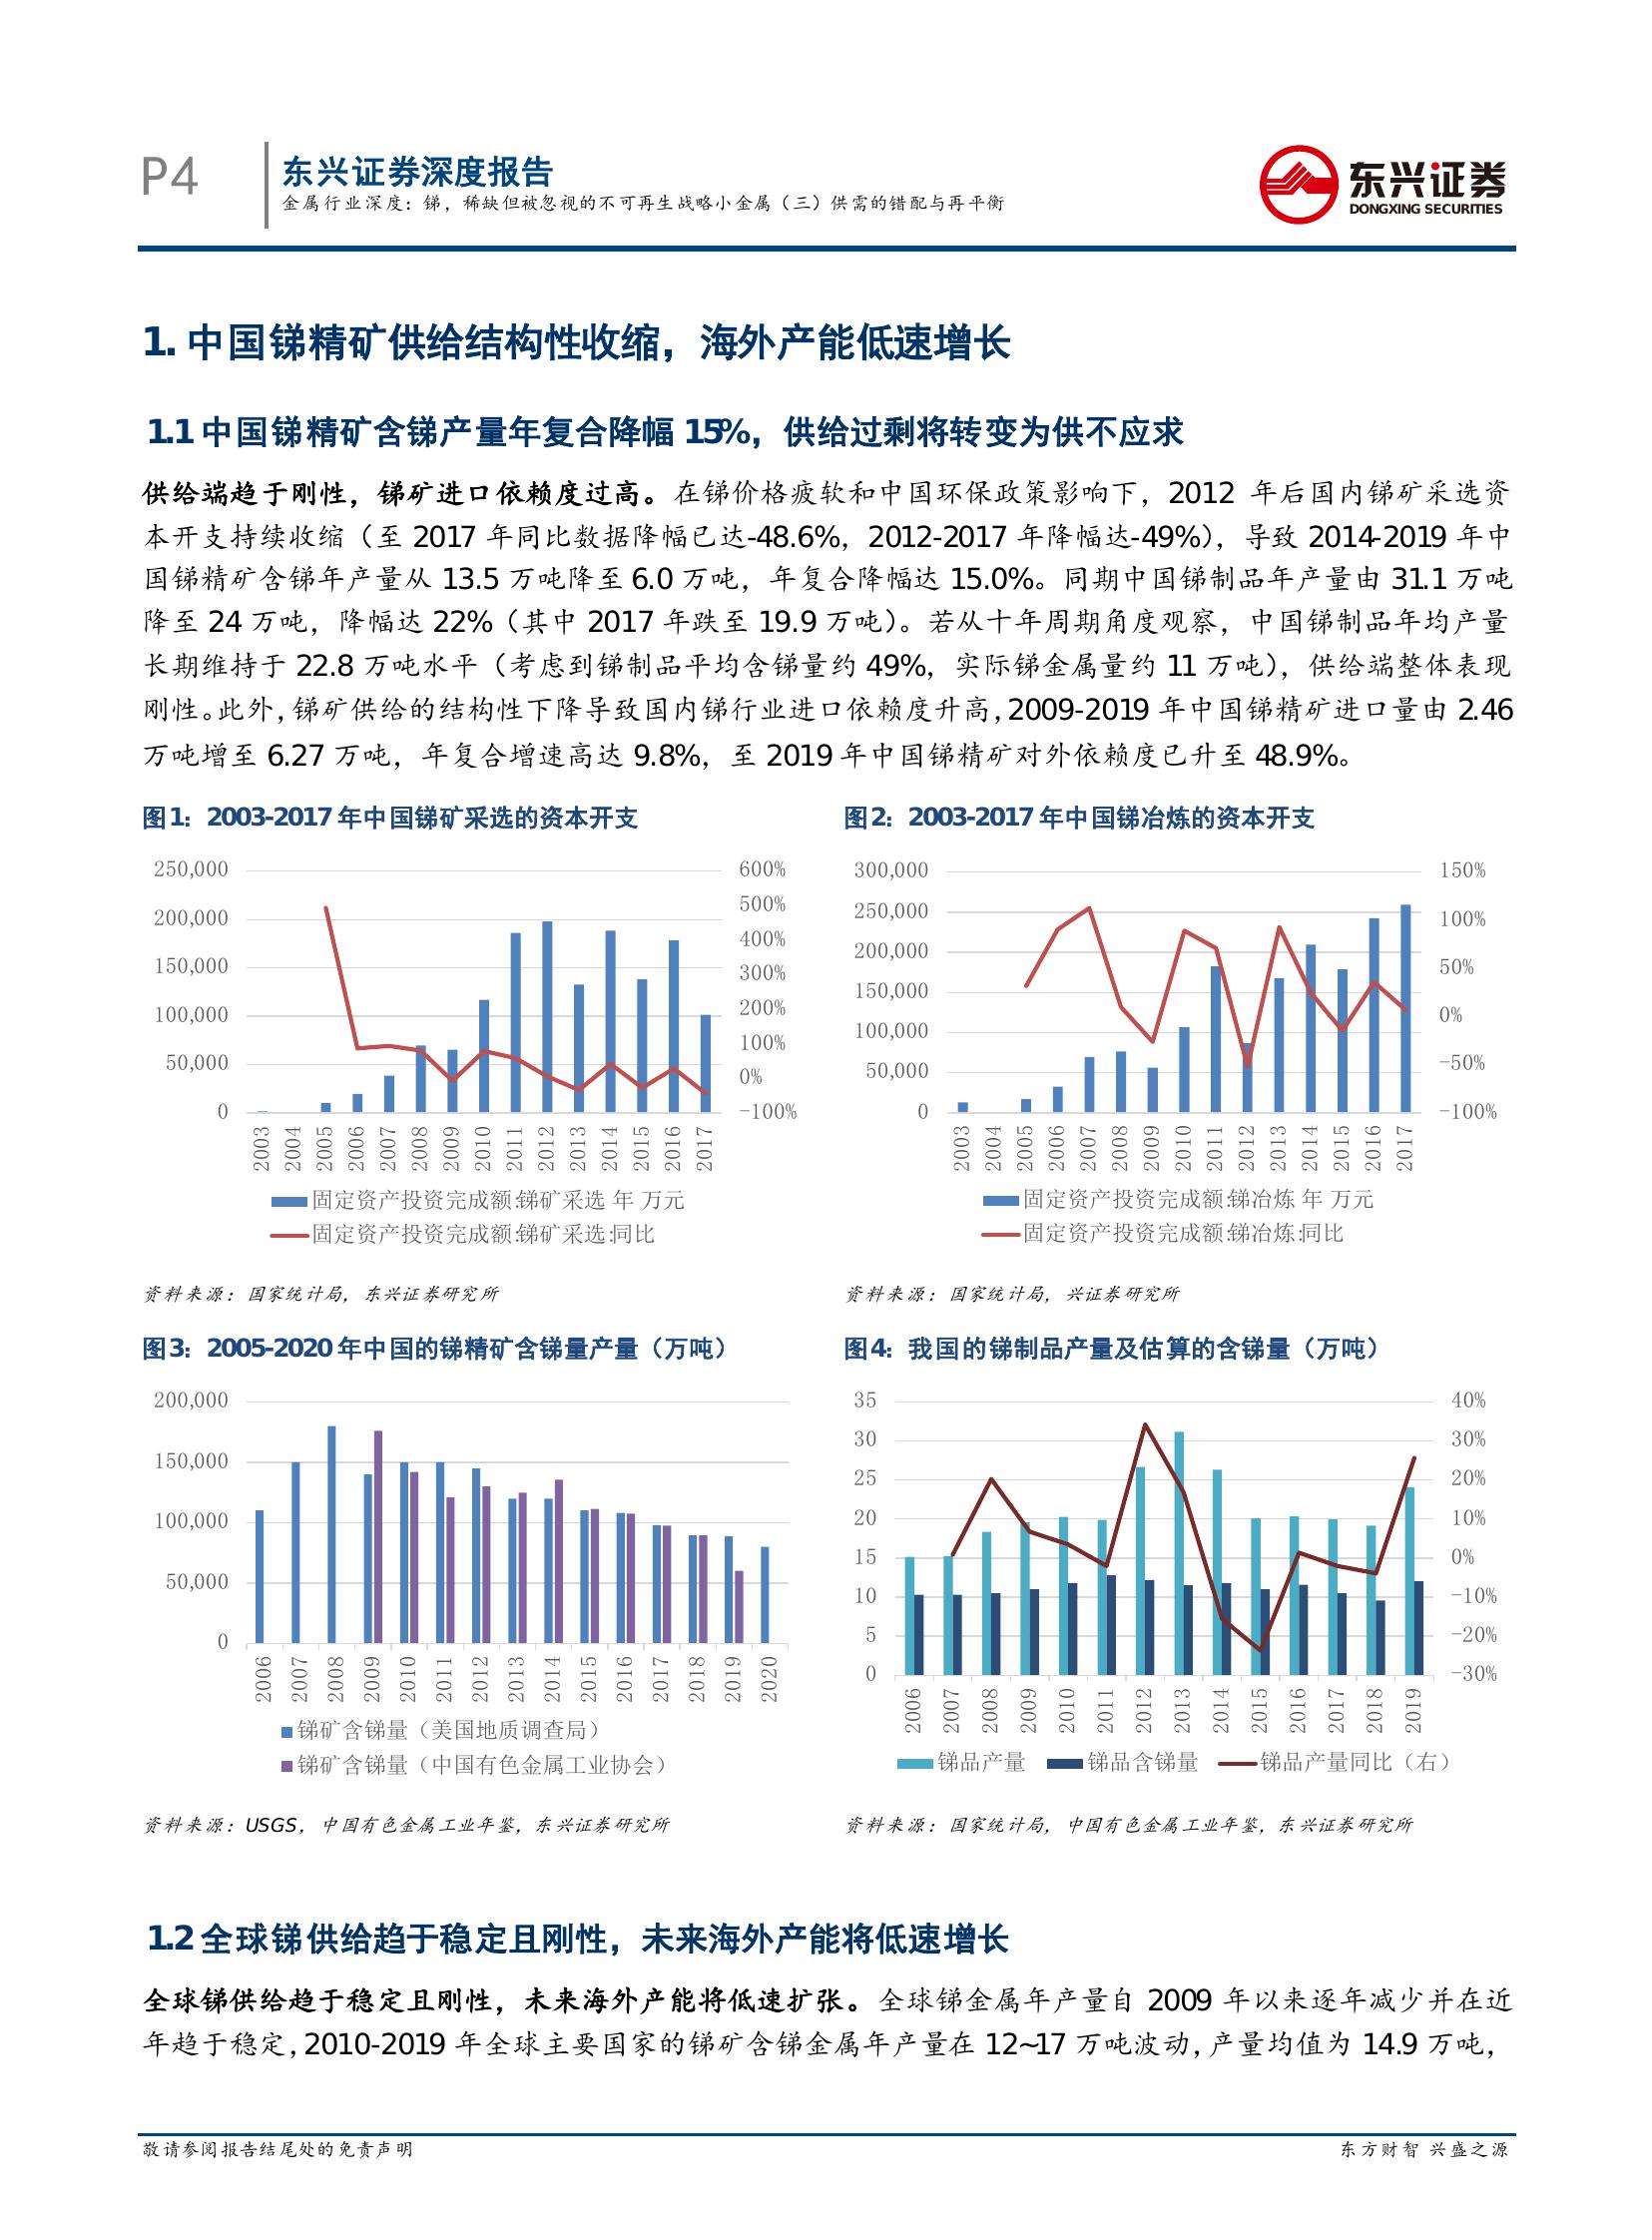 P4
东兴证券深度报告
金属行业深度：锑，稀缺但被忽视的不可再生战略小金属（三）供需的错配与再平衡
东兴证券
DONGXING SECURITIES
1. 中国锑精矿供给结构性收缩，海外产能低速增长
1.1 中国锑精矿含锑产量年复合降幅 15%，供给过剩将转变为供不应求
供给端趋于刚性，锑矿进口依赖度过高。在锑价格疲软和中国环保政策影响下，2012 年后国内锑矿采选资
本开支持续收缩（至 2017 年同比数据降幅已达-48.6%，2012-2017 年降幅达-49%），导致 2014-2019 年中
国锑精矿含锑年产量从 13.5 万吨降至 6.0 万吨，年复合降幅达 15.0%。同期中国锑制品年产量由 31.1 万吨
降至 24 万吨，降幅达 22%（其中 2017 年跌至 19.9 万吨）。若从十年周期角度观察，中国锑制品年均产量
长期维持于 22.8 万吨水平（考虑到锑制品平均含锑量约 49%，实际锑金属量约 11 万吨），供给端整体表现
刚性。此外，锑矿供给的结构性下降导致国内锑行业进口依赖度升高，2009-2019 年中国锑精矿进口量由 2.46
万吨增至 6.27 万吨，年复合增速高达 9.8%，至 2019 年中国锑精矿对外依赖度已升至 48.9%。
图1：2003-2017 年中国锑矿采选的资本开支
250,000
200,000
150,000
100,000
50,000
0
600%
500%
400%
300%
200%
100%
0%
-100%
2003 2004 2005 2006 2007 2008 2009 2010 2011 2012 2013 2014 2015 2016 2017
固定资产投资完成额:锑矿采选 年 万元
固定资产投资完成额:锑矿采选:同比
资料来源：国家统计局，东兴证券研究所
图2：2003-2017 年中国锑冶炼的资本开支
300,000
250,000
200,000
150,000
100,000
50,000
0
150%
100%
50%
0%
-50%
-100%
2003 2004 2005 2006 2007 2008 2009 2010 2011 2012 2013 2014 2015 2016 2017
固定资产投资完成额:锑冶炼 年 万元
固定资产投资完成额:锑冶炼:同比
资料来源：国家统计局，兴证券研究所
图3：2005-2020 年中国的锑精矿含锑量产量（万吨）
200,000
150,000
100,000
50,000
0
2006 2007 2008 2009 2010 2011 2012 2013 2014 2015 2016 2017 2018 2019 2020
锑矿含锑量（美国地质调查局）
锑矿含锑量（中国有色金属工业协会）
资料来源：USGS，中国有色金属工业年鉴，东兴证券研究所
图4：我国的锑制品产量及估算的含锑量（万吨）
35
30
25
20
15
10
5
0
40%
30%
20%
10%
0%
-10%
-20%
-30%
2006 2007 2008 2009 2010 2011 2012 2013 2014 2015 2016 2017 2018 2019
锑品产量 锑品含锑量 锑品产量同比（右）
资料来源：国家统计局，中国有色金属工业年鉴，东兴证券研究所
1.2 全球锑供给趋于稳定且刚性，未来海外产能将低速增长
全球锑供给趋于稳定且刚性，未来海外产能将低速扩张。全球锑金属年产量自 2009 年以来逐年减少并在近
年趋于稳定，2010-2019 年全球主要国家的锑矿含锑金属年产量在 12~17 万吨波动，产量均值为 14.9 万吨，
敬请参阅报告结尾处的免责声明
东方财智 兴盛之源